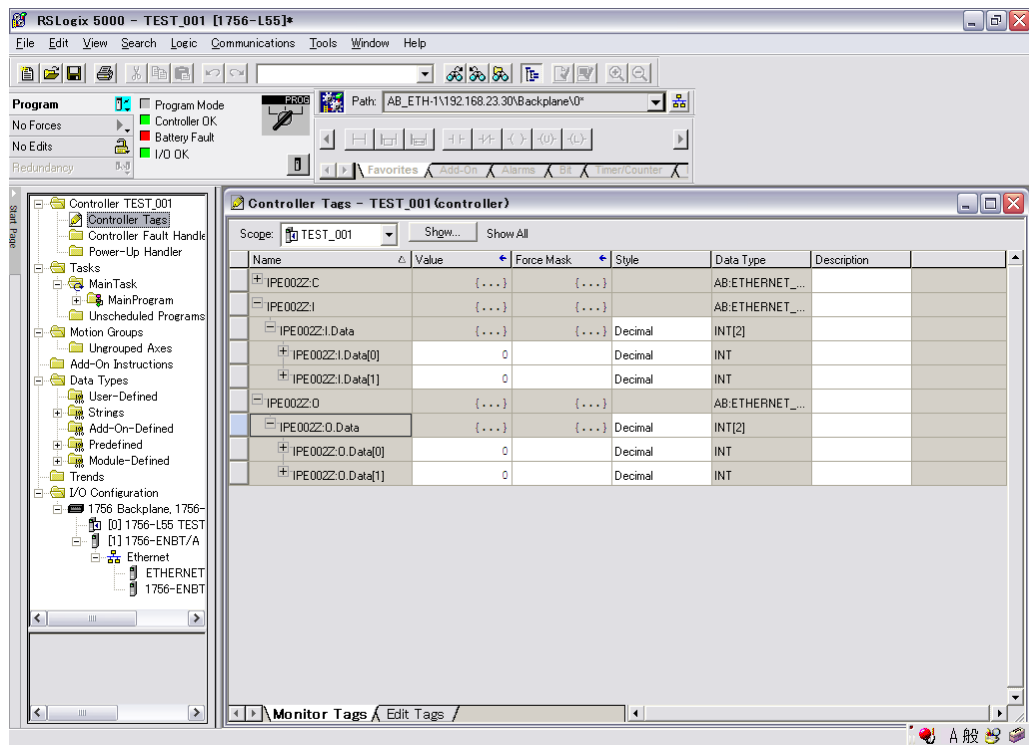 RSLogix 5000 - TEST_001 [1756-L55]*
File Edit View Search Logic Communications Tools Window Help
Program
Program Mode
PROG
Path: AB_ETH-1\192.168.23.30\Backplane\0*
No Forces
Controller OK
Battery Fault
No Edits
I/O OK
Redundancy
Favorites Add-On Alarms Bit Timer/Counter
Start Page
Controller TEST_001
Controller Tags
Controller Fault Handle
Power-Up Handler
Tasks
MainTask
MainProgram
Unscheduled Programs
Motion Groups
Ungrouped Axes
Add-On Instructions
Data Types
User-Defined
Strings
Add-On-Defined
Predefined
Module-Defined
Trends
I/O Configuration
1756 Backplane, 1756-
[0] 1756-L55 TEST
[1] 1756-ENBT/A
Ethernet
ETHERNET
1756-ENBT
Controller Tags - TEST_001(controller)
Scope: TEST_001 Show... Show All
Name Value Force Mask Style Data Type Description
IPE002Z:C {...} {...} AB:ETHERNET_...
IPE002Z:I {...} {...} AB:ETHERNET_...
IPE002Z:I.Data {...} {...} Decimal INT[2]
IPE002Z:I.Data[0] 0 Decimal INT
IPE002Z:I.Data[1] 0 Decimal INT
IPE002Z:O {...} {...} AB:ETHERNET_...
IPE002Z:O.Data {...} {...} Decimal INT[2]
IPE002Z:O.Data[0] 0 Decimal INT
IPE002Z:O.Data[1] 0 Decimal INT
Monitor Tags Edit Tags
A 般